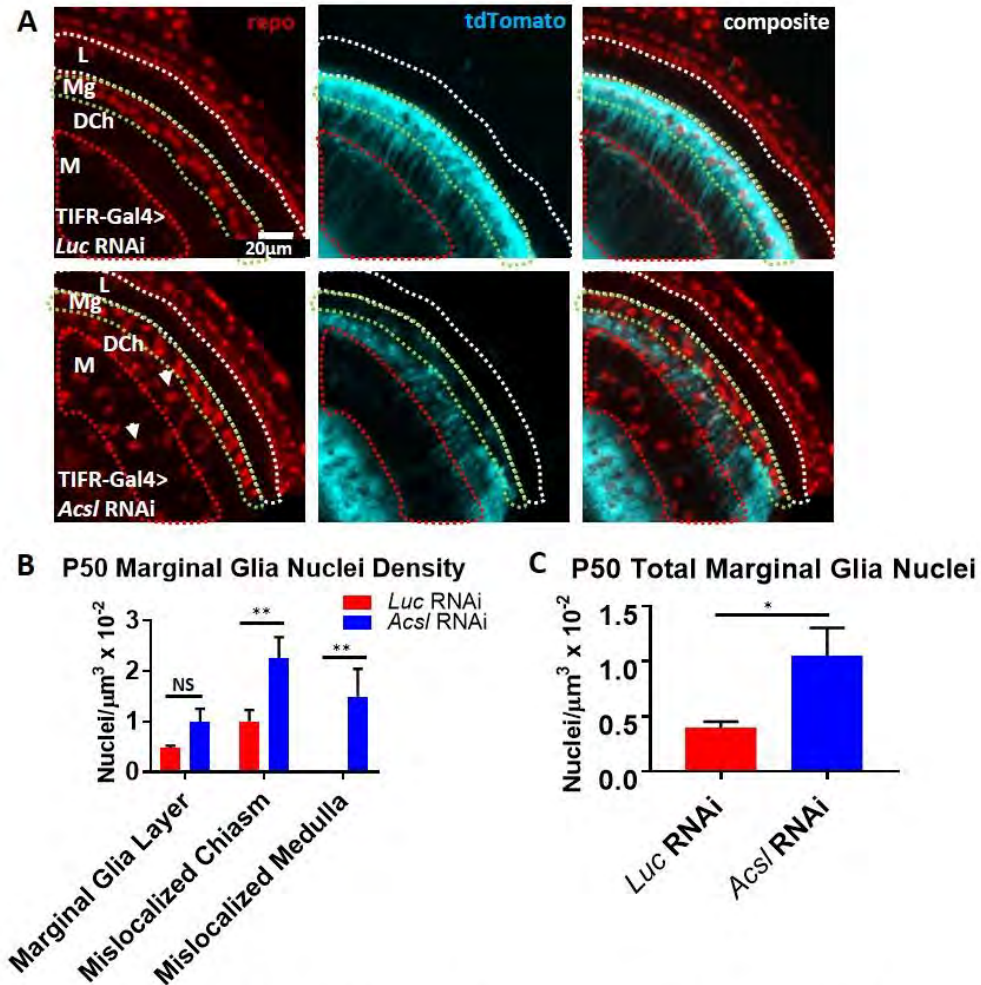 A
repo
tdTomato
composite
L
Mg
DCh
M
TIFR-Gal4>
Luc RNAi
20μm
L
Mg
DCh
M
TIFR-Gal4>
Acsl RNAi
B P50 Marginal Glia Nuclei Density
Luc RNAi
Acsl RNAi
Nuclei/μm³ x 10⁻²
3
2
1
0
NS
**
**
Marginal Glia Layer
Mislocalized Chiasm
Mislocalized Medulla
C P50 Total Marginal Glia Nuclei
Nuclei/μm³ x 10⁻²
1.5
1.0
0.5
0.0
*
Luc RNAi
Acsl RNAi